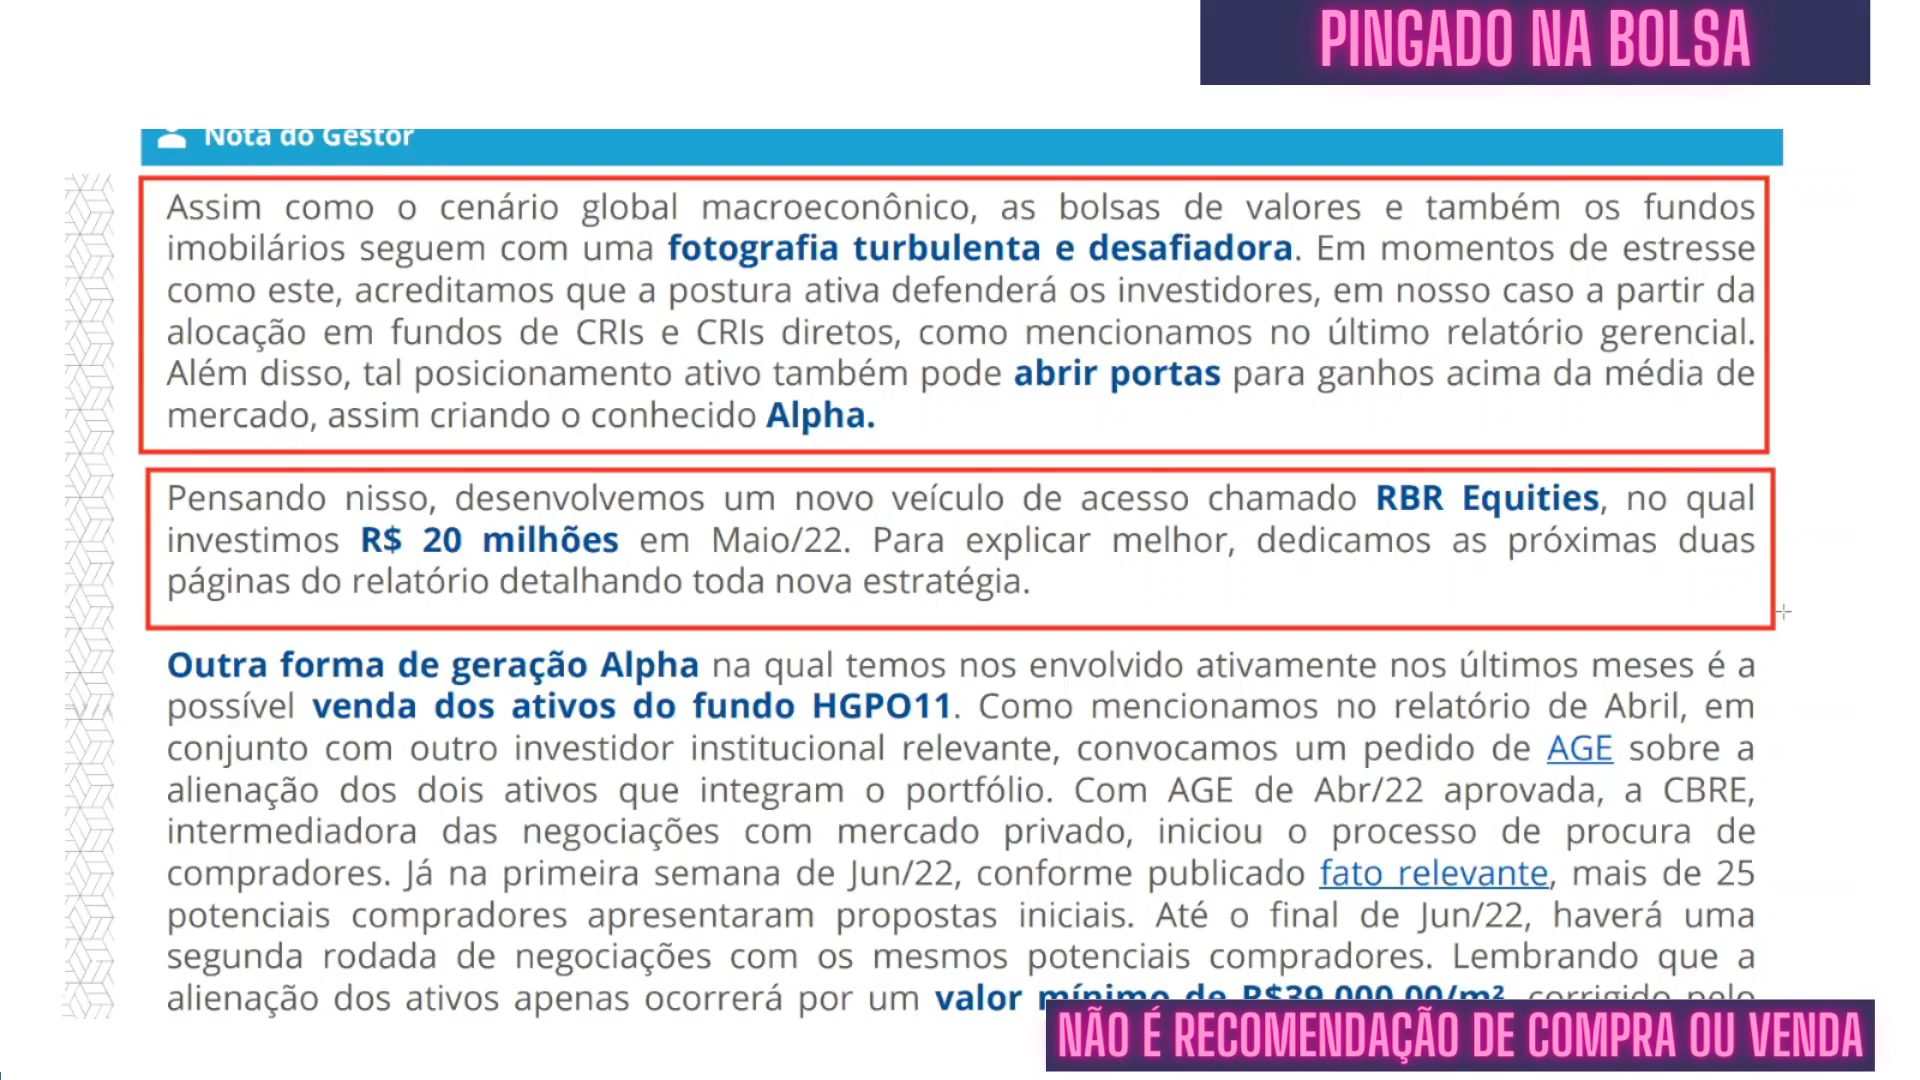 PINGADO NA BOLSA
Nota do Gestor
Assim como o cenário global macroeconônico, as bolsas de valores e também os fundos
imobilários seguem com uma fotografia turbulenta e desafiadora. Em momentos de estresse
como este, acreditamos que a postura ativa defenderá os investidores, em nosso caso a partir da
alocação em fundos de CRIs e CRIs diretos, como mencionamos no último relatório gerencial.
Além disso, tal posicionamento ativo também pode abrir portas para ganhos acima da média de
mercado, assim criando o conhecido Alpha.
Pensando nisso, desenvolvemos um novo veículo de acesso chamado RBR Equities, no qual
investimos R$ 20 milhões em Maio/22. Para explicar melhor, dedicamos as próximas duas
páginas do relatório detalhando toda nova estratégia.
Outra forma de geração Alpha na qual temos nos envolvido ativamente nos últimos meses é a
possível venda dos ativos do fundo HGPO11. Como mencionamos no relatório de Abril, em
conjunto com outro investidor institucional relevante, convocamos um pedido de AGE sobre a
alienação dos dois ativos que integram o portfólio. Com AGE de Abr/22 aprovada, a CBRE,
intermediadora das negociações com mercado privado, iniciou o processo de procura de
compradores. Já na primeira semana de Jun/22, conforme publicado fato relevante, mais de 25
potenciais compradores apresentaram propostas iniciais. Até o final de Jun/22, haverá uma
segunda rodada de negociações com os mesmos potenciais compradores. Lembrando que a
alienação dos ativos apenas ocorrerá por um valor mínimo de R$39.000,00/m², corrigido pelo
NÃO É RECOMENDAÇÃO DE COMPRA OU VENDA